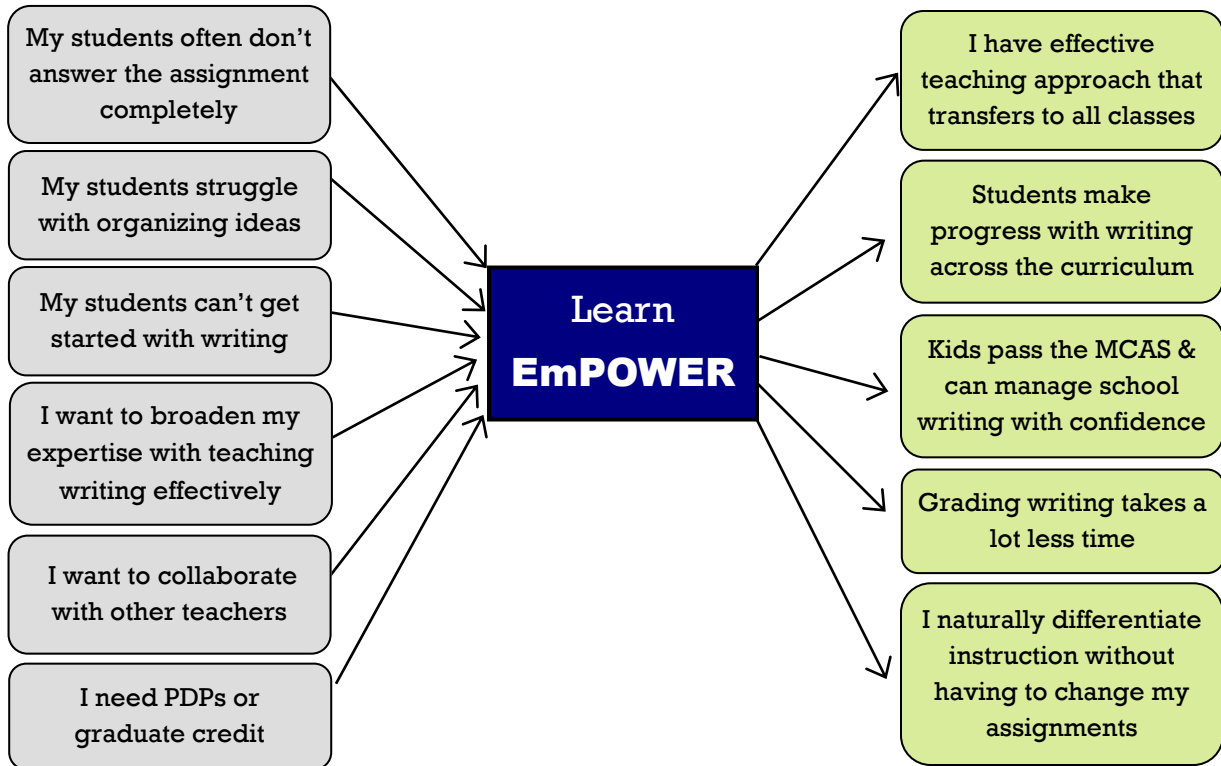 My students often don’t
answer the assignment
completely
My students struggle
with organizing ideas
My students can’t get
started with writing
I want to broaden my
expertise with teaching
writing effectively
I want to collaborate
with other teachers
I need PDPs or
graduate credit
Learn
EmPOWER
I have effective
teaching approach that
transfers to all classes
Students make
progress with writing
across the curriculum
Kids pass the MCAS &
can manage school
writing with confidence
Grading writing takes a
lot less time
I naturally differentiate
instruction without
having to change my
assignments